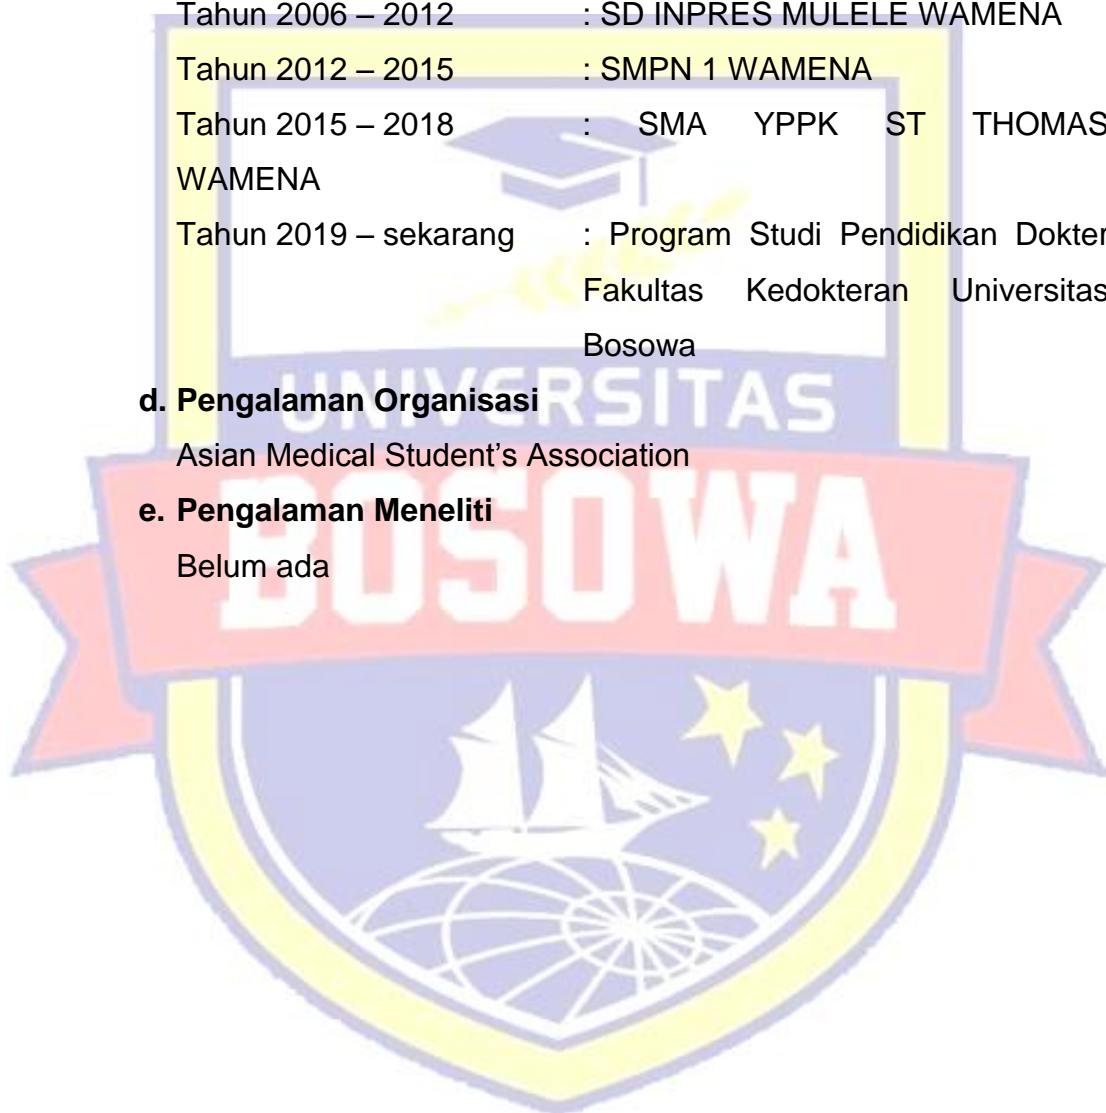 Tahun 2006 – 2012 : SD INPRES MULELE WAMENA
Tahun 2012 – 2015 : SMPN 1 WAMENA
Tahun 2015 – 2018 : SMA YPPK ST THOMAS
WAMENA
Tahun 2019 – sekarang : Program Studi Pendidikan Dokter
Fakultas Kedokteran Universitas
Bosowa
d. Pengalaman Organisasi
Asian Medical Student’s Association
e. Pengalaman Meneliti
Belum ada
UNIVERSITAS
BOSOWA